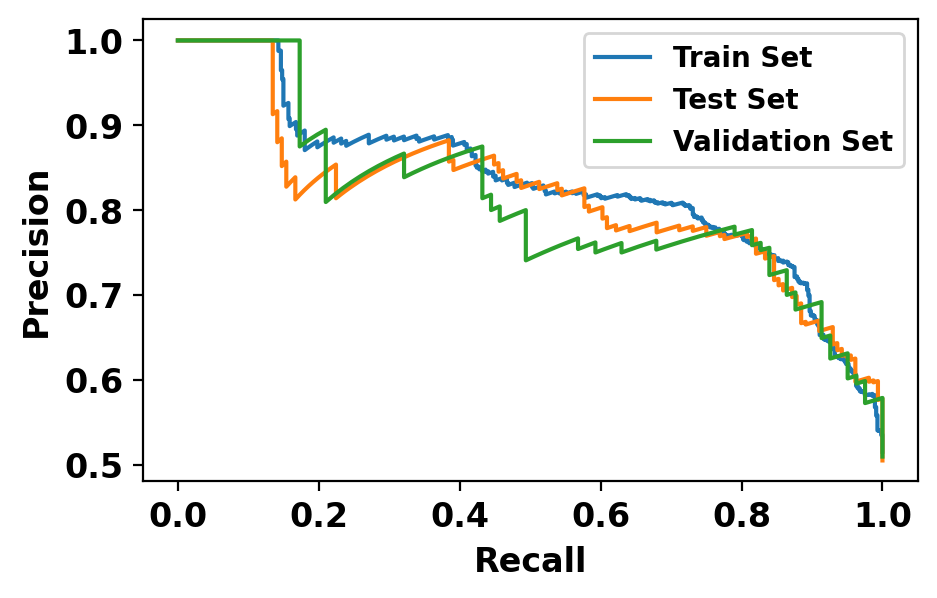 1.0
0.9
0.8
0.7
0.6
0.5
Precision
Train Set
Test Set
Validation Set
0.0 0.2 0.4 0.6 0.8 1.0
Recall